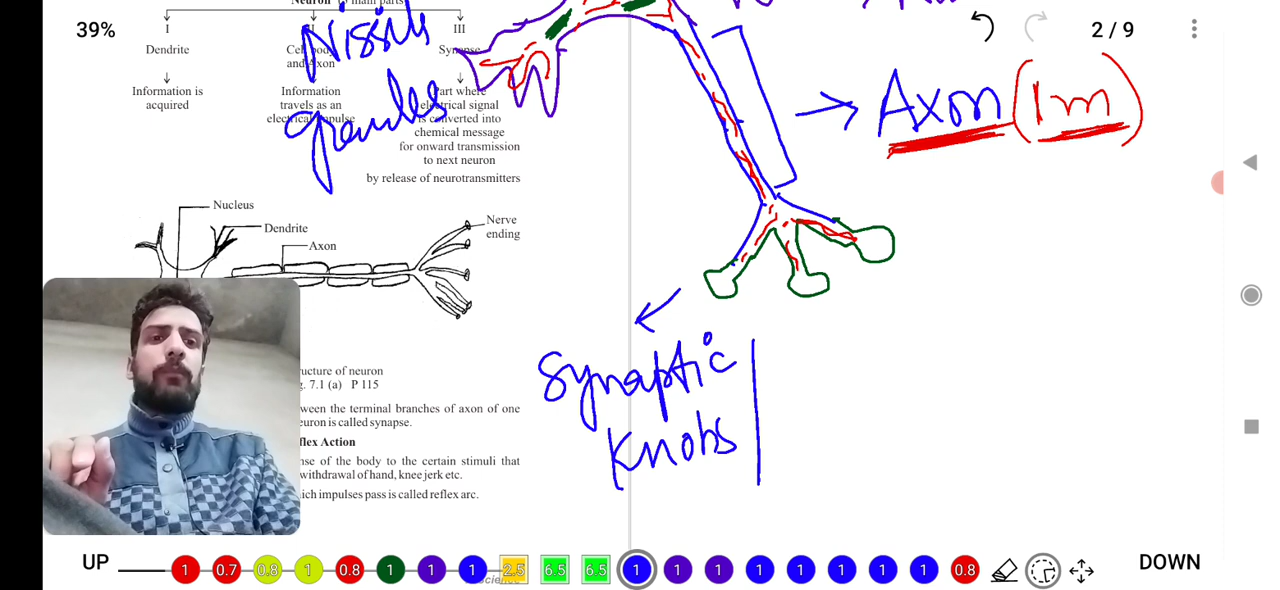 39%
2 / 9
Neuron
main parts
I
II
III
Dendrite
Cell body
and Axon
Synapse
Information is
acquired
Information
travels as an
electrical impulse
Part where
electrical signal
is converted into
chemical message
for onward transmission
to next neuron
by release of neurotransmitters
Nissils
granules
Axon (1m)
Nucleus
Dendrite
Axon
Nerve
ending
Synaptic
Knobs
ucture of neuron
g. 7.1 (a) P 115
ween the terminal branches of axon of one
euron is called synapse.
flex Action
nse of the body to the certain stimuli that
withdrawal of hand, knee jerk etc.
ich impulses pass is called reflex arc.
UP
1 0.7 0.8 1 0.8 1 1 1 2.5 6.5 6.5 1 1 1 1 1 1 1 1 0.8
DOWN
Science